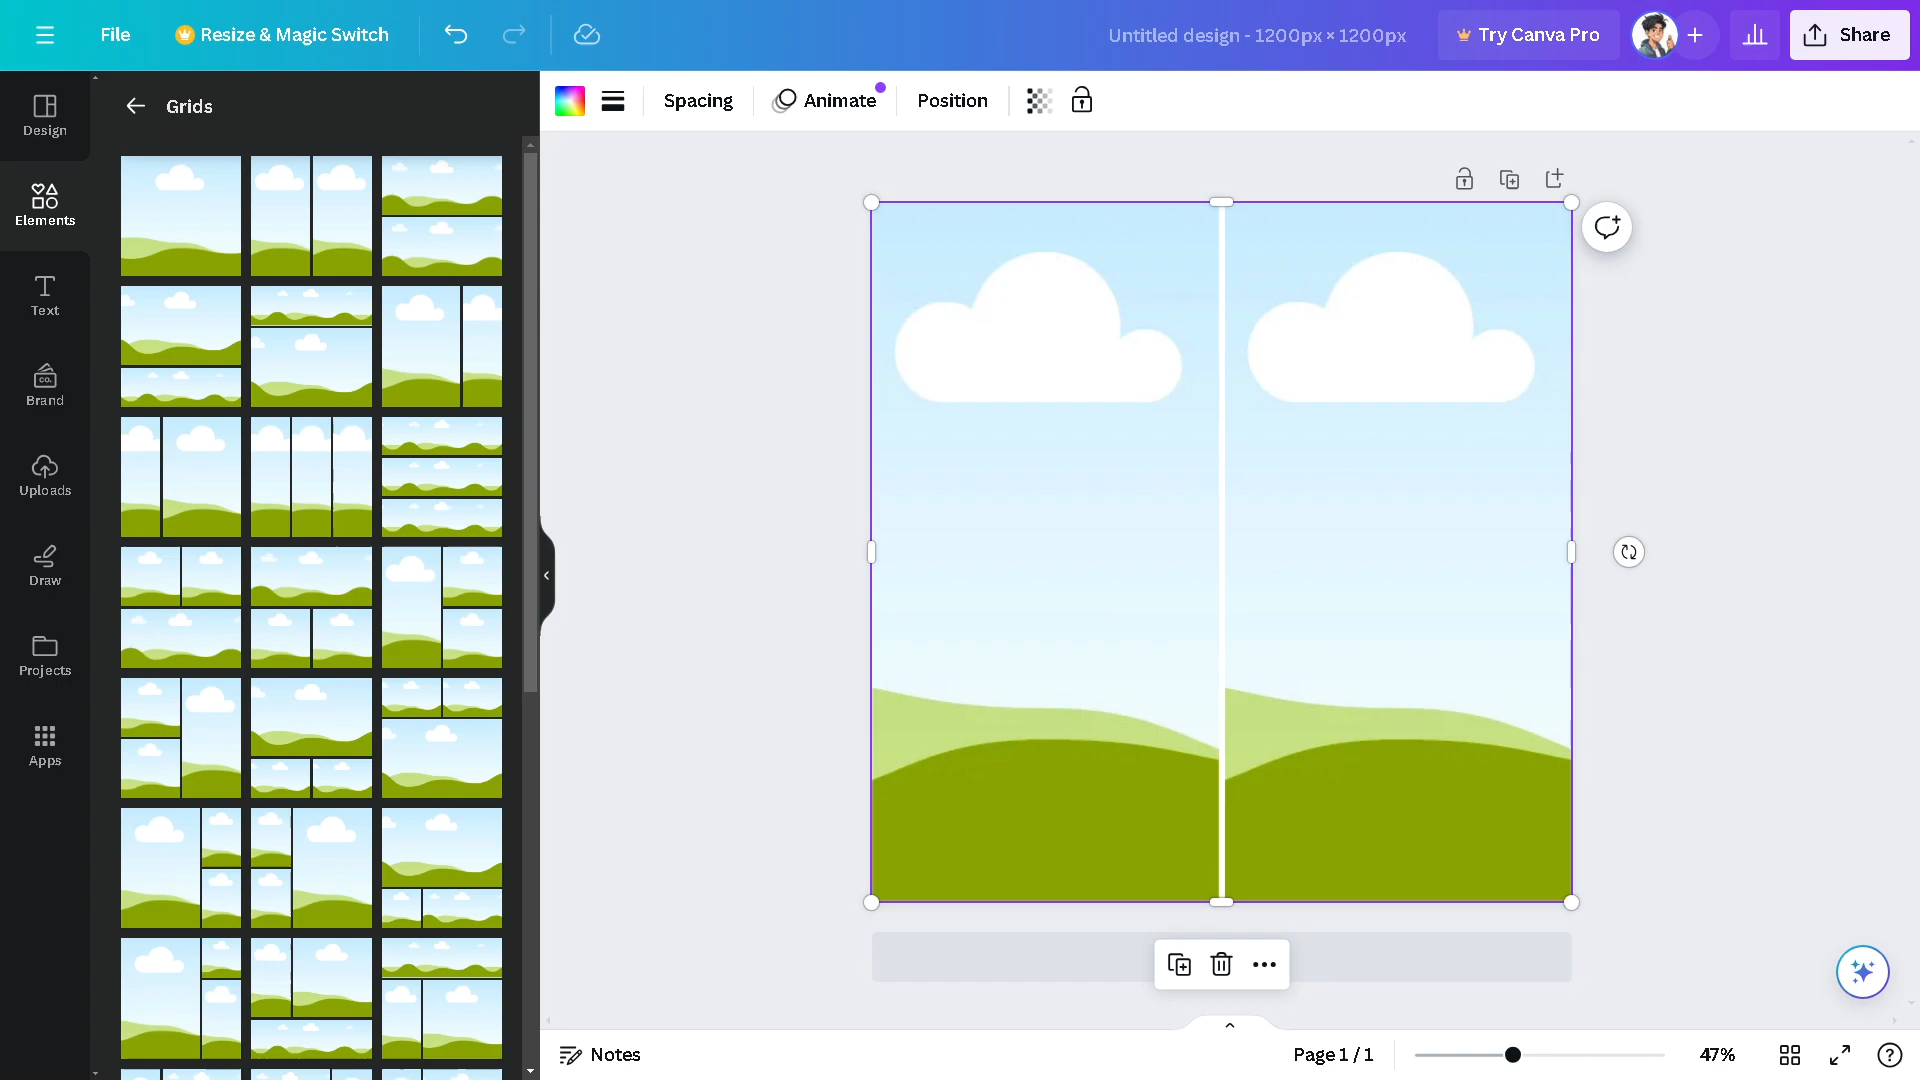 File
Resize & Magic Switch
Untitled design - 1200px × 1200px
Try Canva Pro
Share
Design
Elements
Text
CO.
Brand
Uploads
Draw
Projects
Apps
Grids
Spacing
Animate
Position
Notes
Page 1 / 1
47%